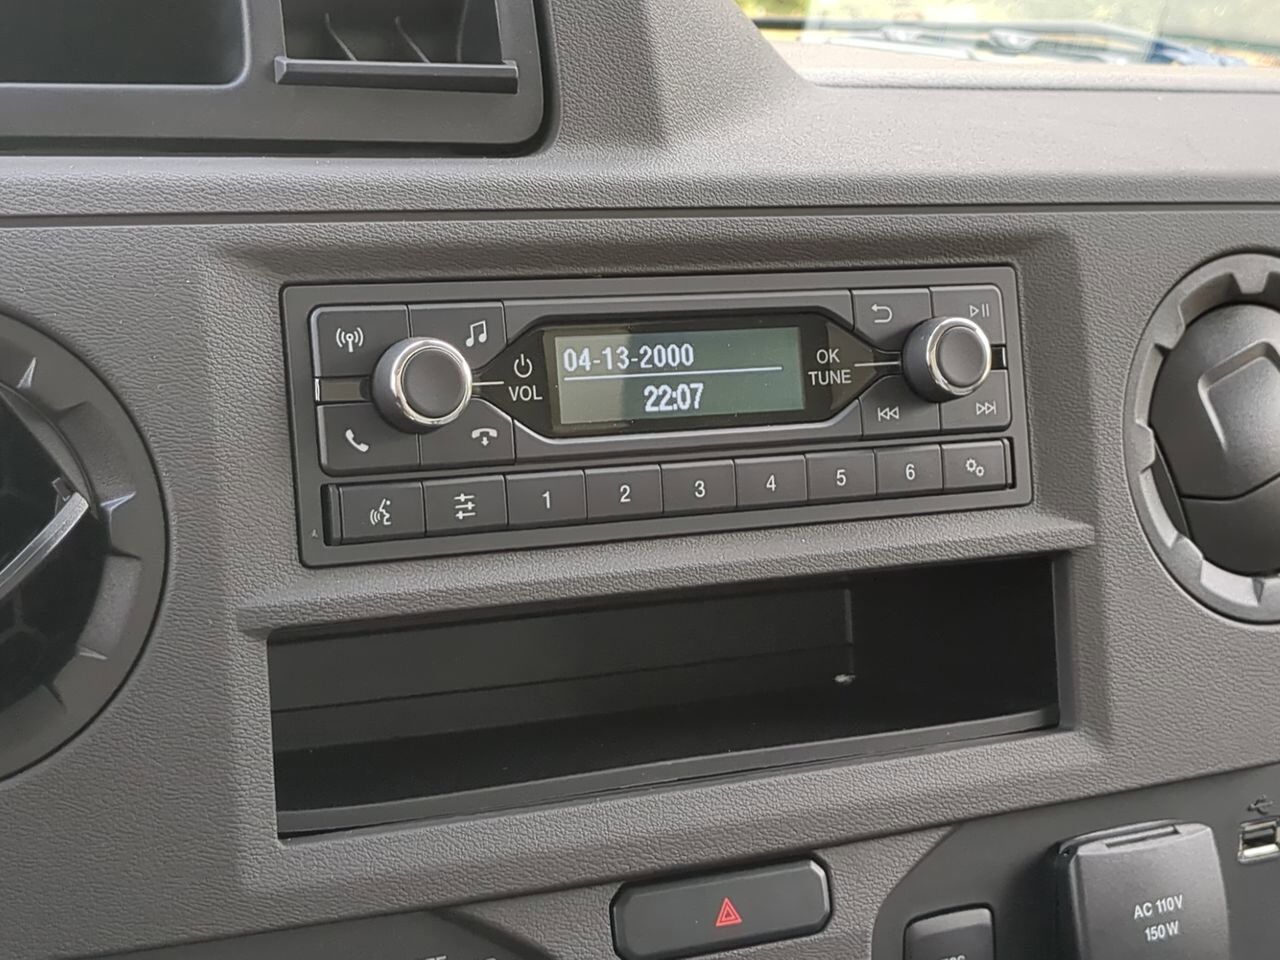 04-13-2000
22:07
VOL
OK
TUNE
1 2 3 4 5 6
AC 110V
150W